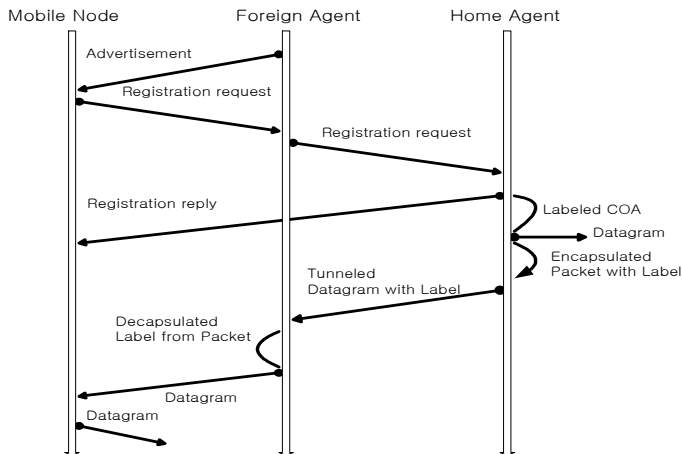 Mobile Node
Foreign Agent
Home Agent
Advertisement
Registration request
Registration request
Registration reply
Labeled COA
Datagram
Encapsulated
Packet with Label
Tunneled
Datagram with Label
Decapsulated
Label from Packet
Datagram
Datagram